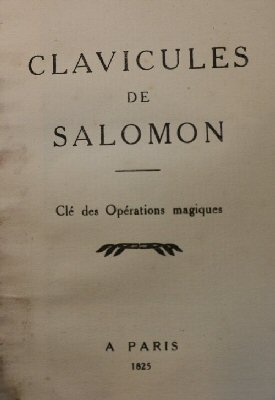 CLAVICULES
DE
SALOMON
Clé des Opérations magiques
A PARIS
1825